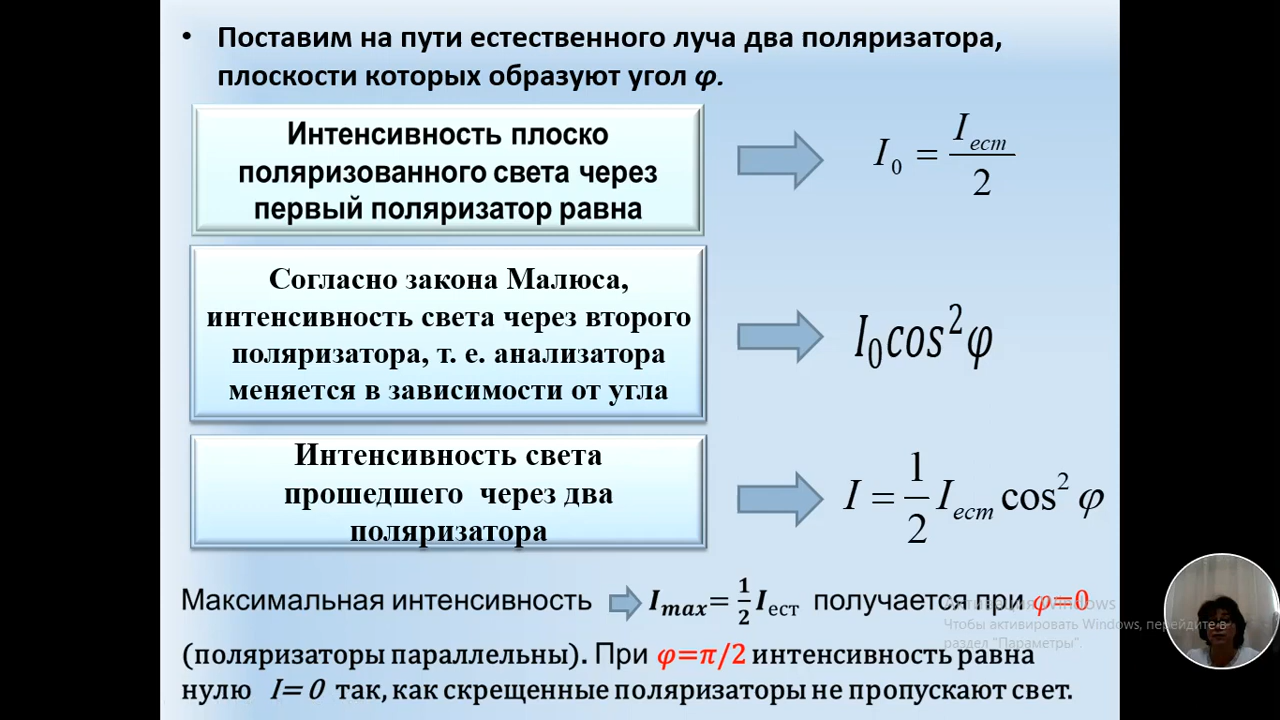 • Поставим на пути естественного луча два поляризатора,
плоскости которых образуют угол φ.
Интенсивность плоско
поляризованного света через
первый поляризатор равна
I₀ = Iест / 2
Согласно закона Малюса,
интенсивность света через второго
поляризатора, т. е. анализатора
меняется в зависимости от угла
I₀cos²φ
Интенсивность света
прошедшего через два
поляризатора
I = 1/2 Iест cos² φ
Максимальная интенсивность Imax= 1/2 Iест получается при φ=0
(поляризаторы параллельны). При φ=π/2 интенсивность равна
нулю I= 0 так, как скрещенные поляризаторы не пропускают свет.
Активация Windows
Чтобы активировать Windows, перейдите в
раздел "Параметры".